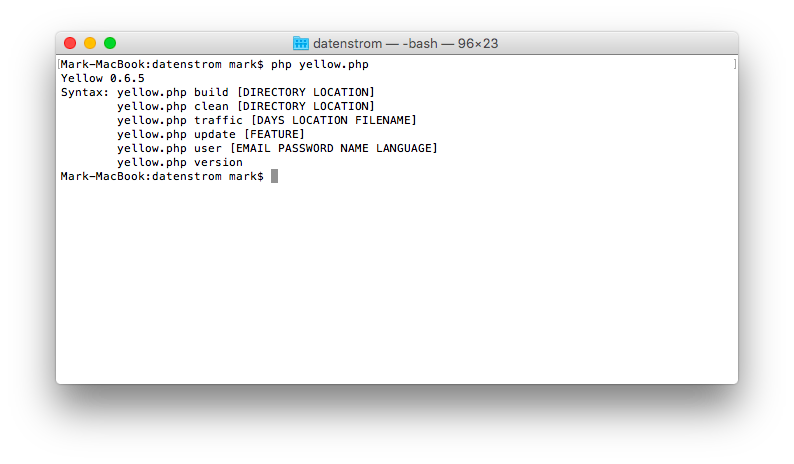 datenstrom — -bash — 96×23
[Mark-MacBook:datenstrom mark$ php yellow.php ]
Yellow 0.6.5
Syntax: yellow.php build [DIRECTORY LOCATION]
        yellow.php clean [DIRECTORY LOCATION]
        yellow.php traffic [DAYS LOCATION FILENAME]
        yellow.php update [FEATURE]
        yellow.php user [EMAIL PASSWORD NAME LANGUAGE]
        yellow.php version
Mark-MacBook:datenstrom mark$